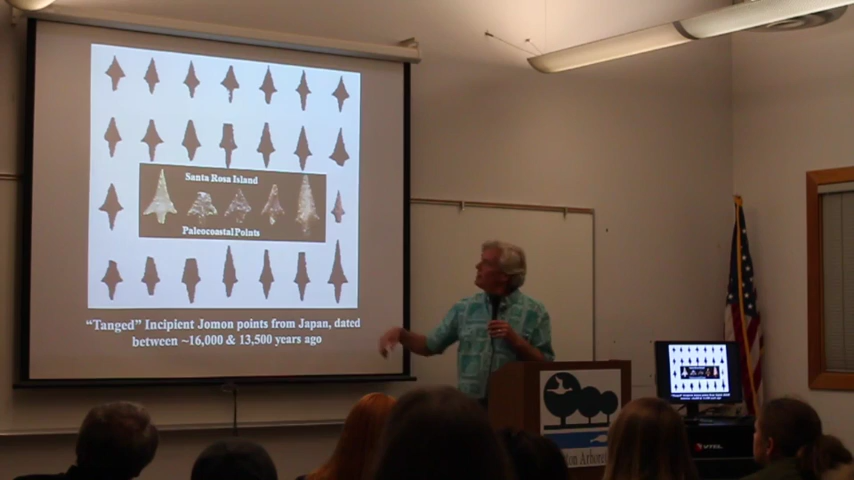 Santa Rosa Island
Paleocoastal Points
“Tanged” Incipient Jomon points from Japan, dated
between ~16,000 & 13,500 years ago